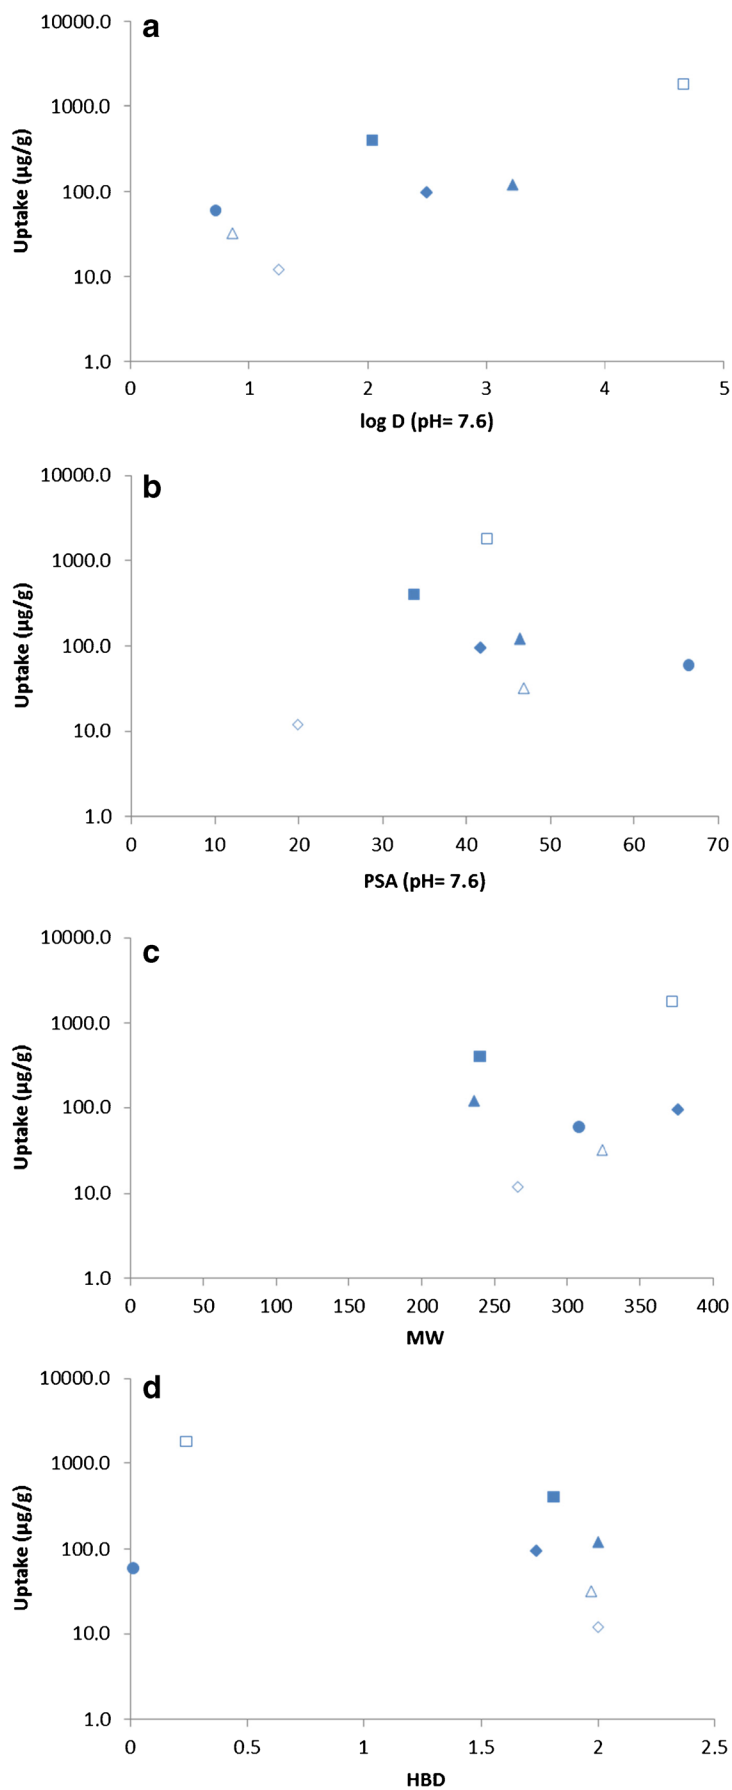 a
10000.0
1000.0
100.0
10.0
1.0
Uptake (µg/g)
0 1 2 3 4 5
log D (pH= 7.6)
b
10000.0
1000.0
100.0
10.0
1.0
Uptake (µg/g)
0 10 20 30 40 50 60 70
PSA (pH= 7.6)
c
10000.0
1000.0
100.0
10.0
1.0
Uptake (µg/g)
0 50 100 150 200 250 300 350 400
MW
d
10000.0
1000.0
100.0
10.0
1.0
Uptake (µg/g)
0 0.5 1 1.5 2 2.5
HBD